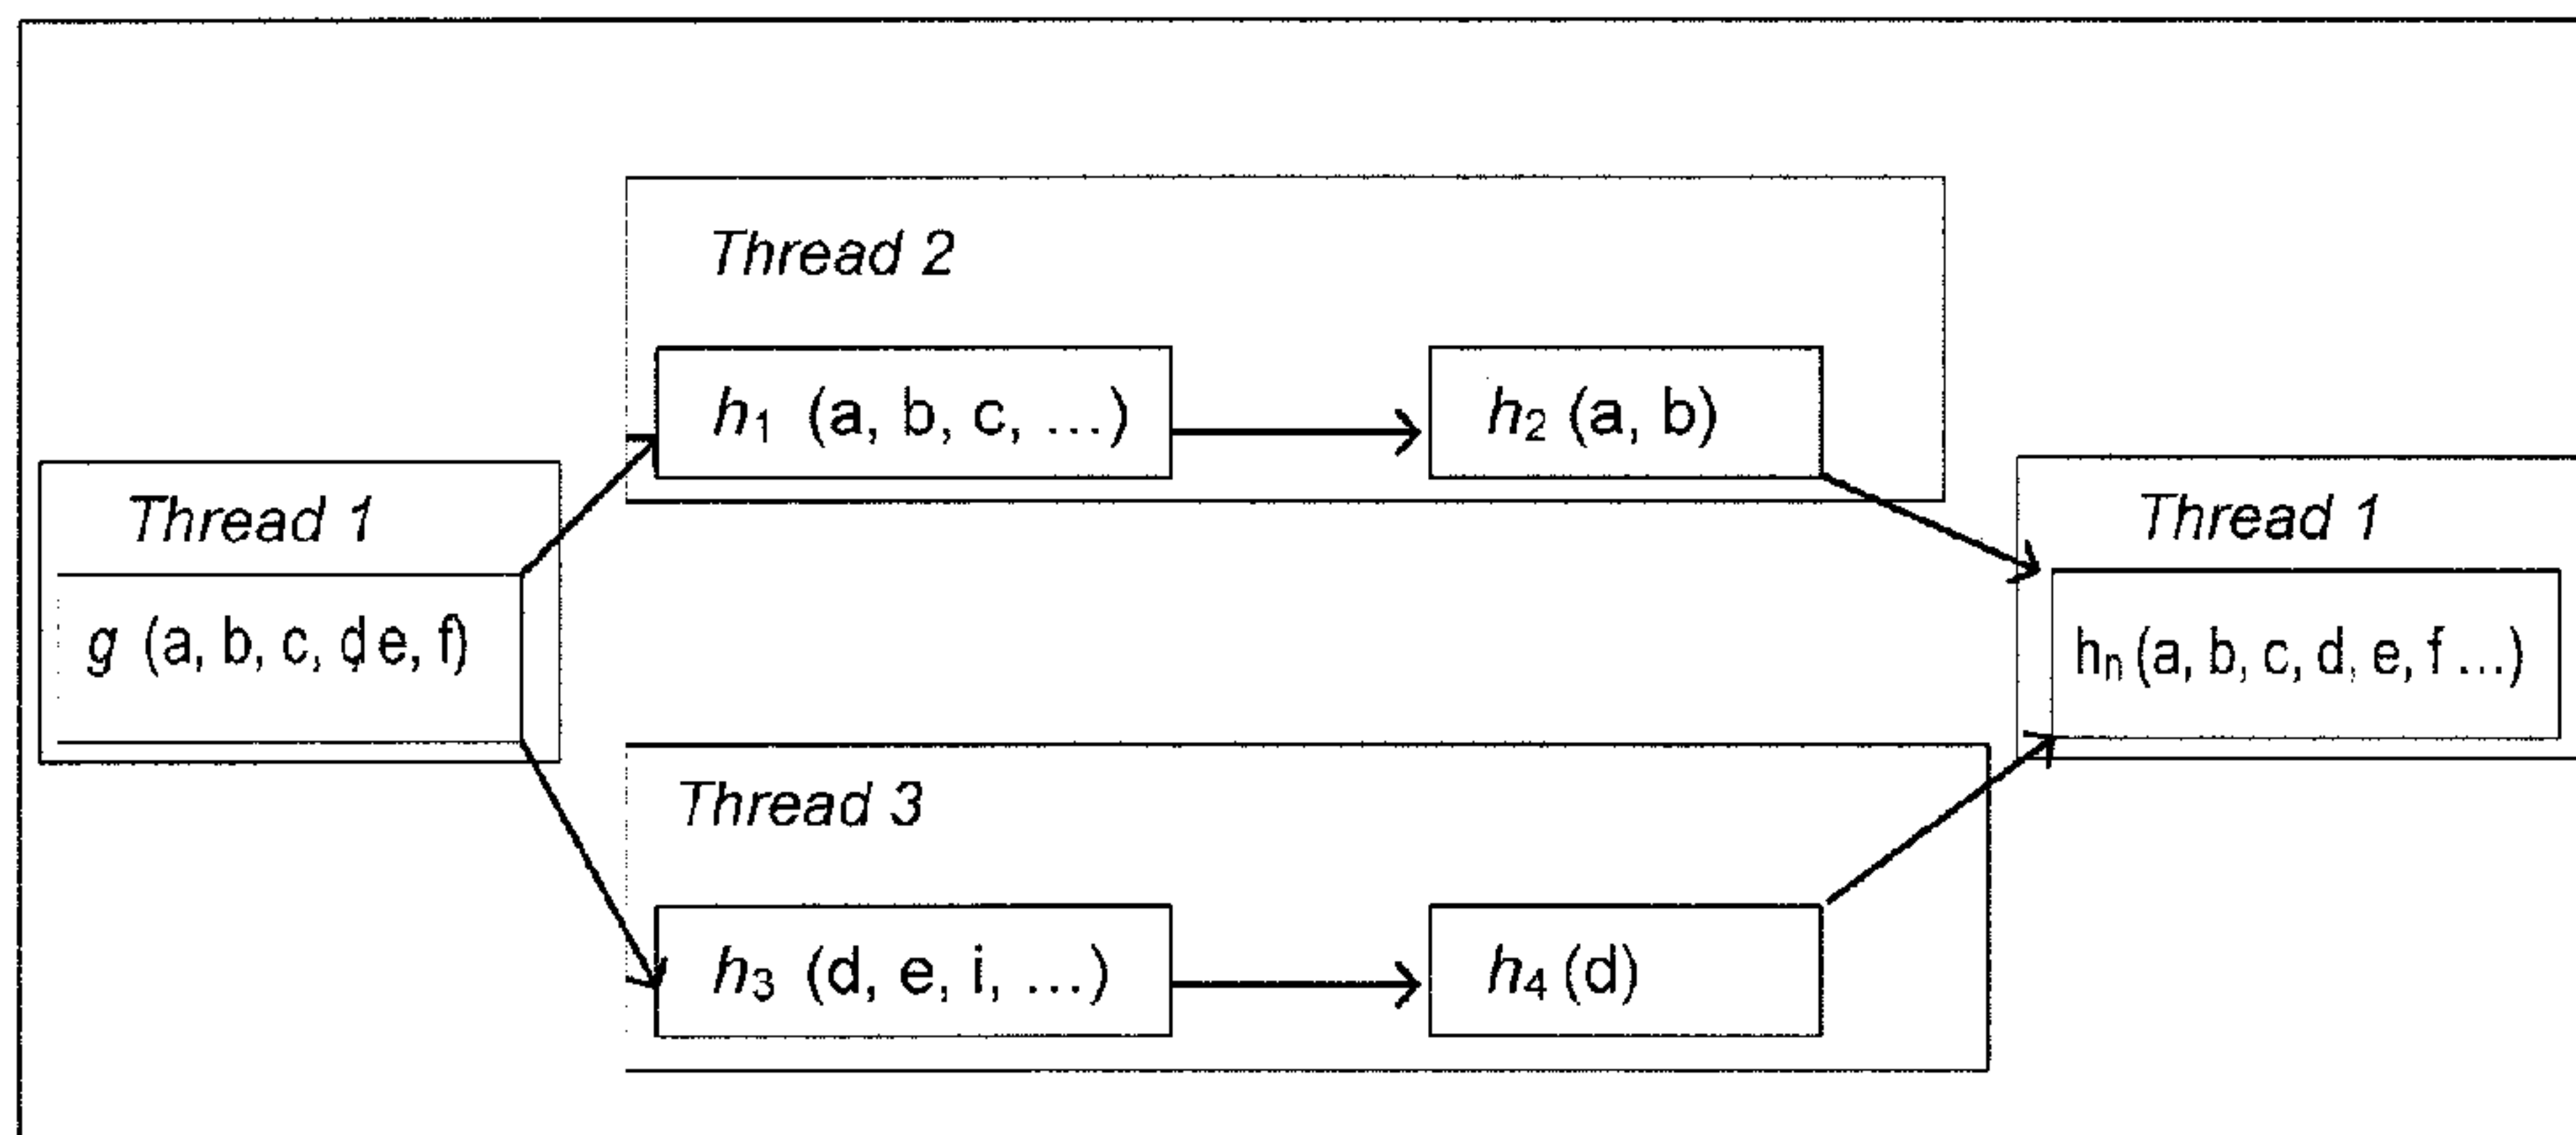 Thread 2
h₁ (a, b, c, ...)
h₂ (a, b)
Thread 1
g (a, b, c, d e, f)
Thread 1
hₙ (a, b, c, d, e, f ...)
Thread 3
h₃ (d, e, i, ...)
h₄ (d)